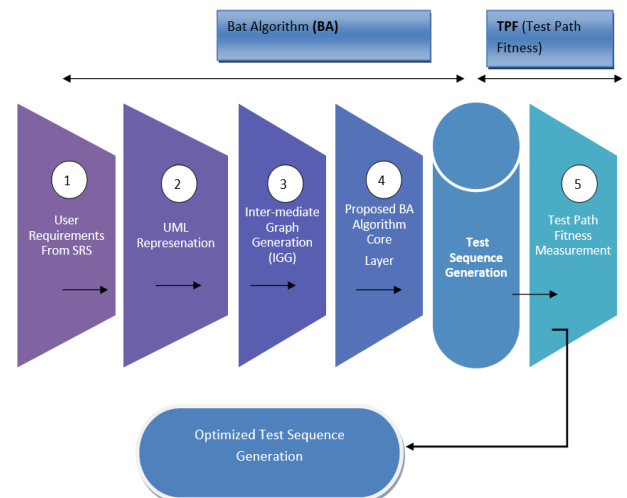 Bat Algorithm (BA)
TPF (Test Path
Fitness)
1
User
Requirements
From SRS
2
UML
Represenation
3
Inter-mediate
Graph
Generation
(IGG)
4
Proposed BA
Algorithm
Core
Layer
Test
Sequence
Generation
5
Test Path
Fitness
Measurement
Optimized Test Sequence
Generation